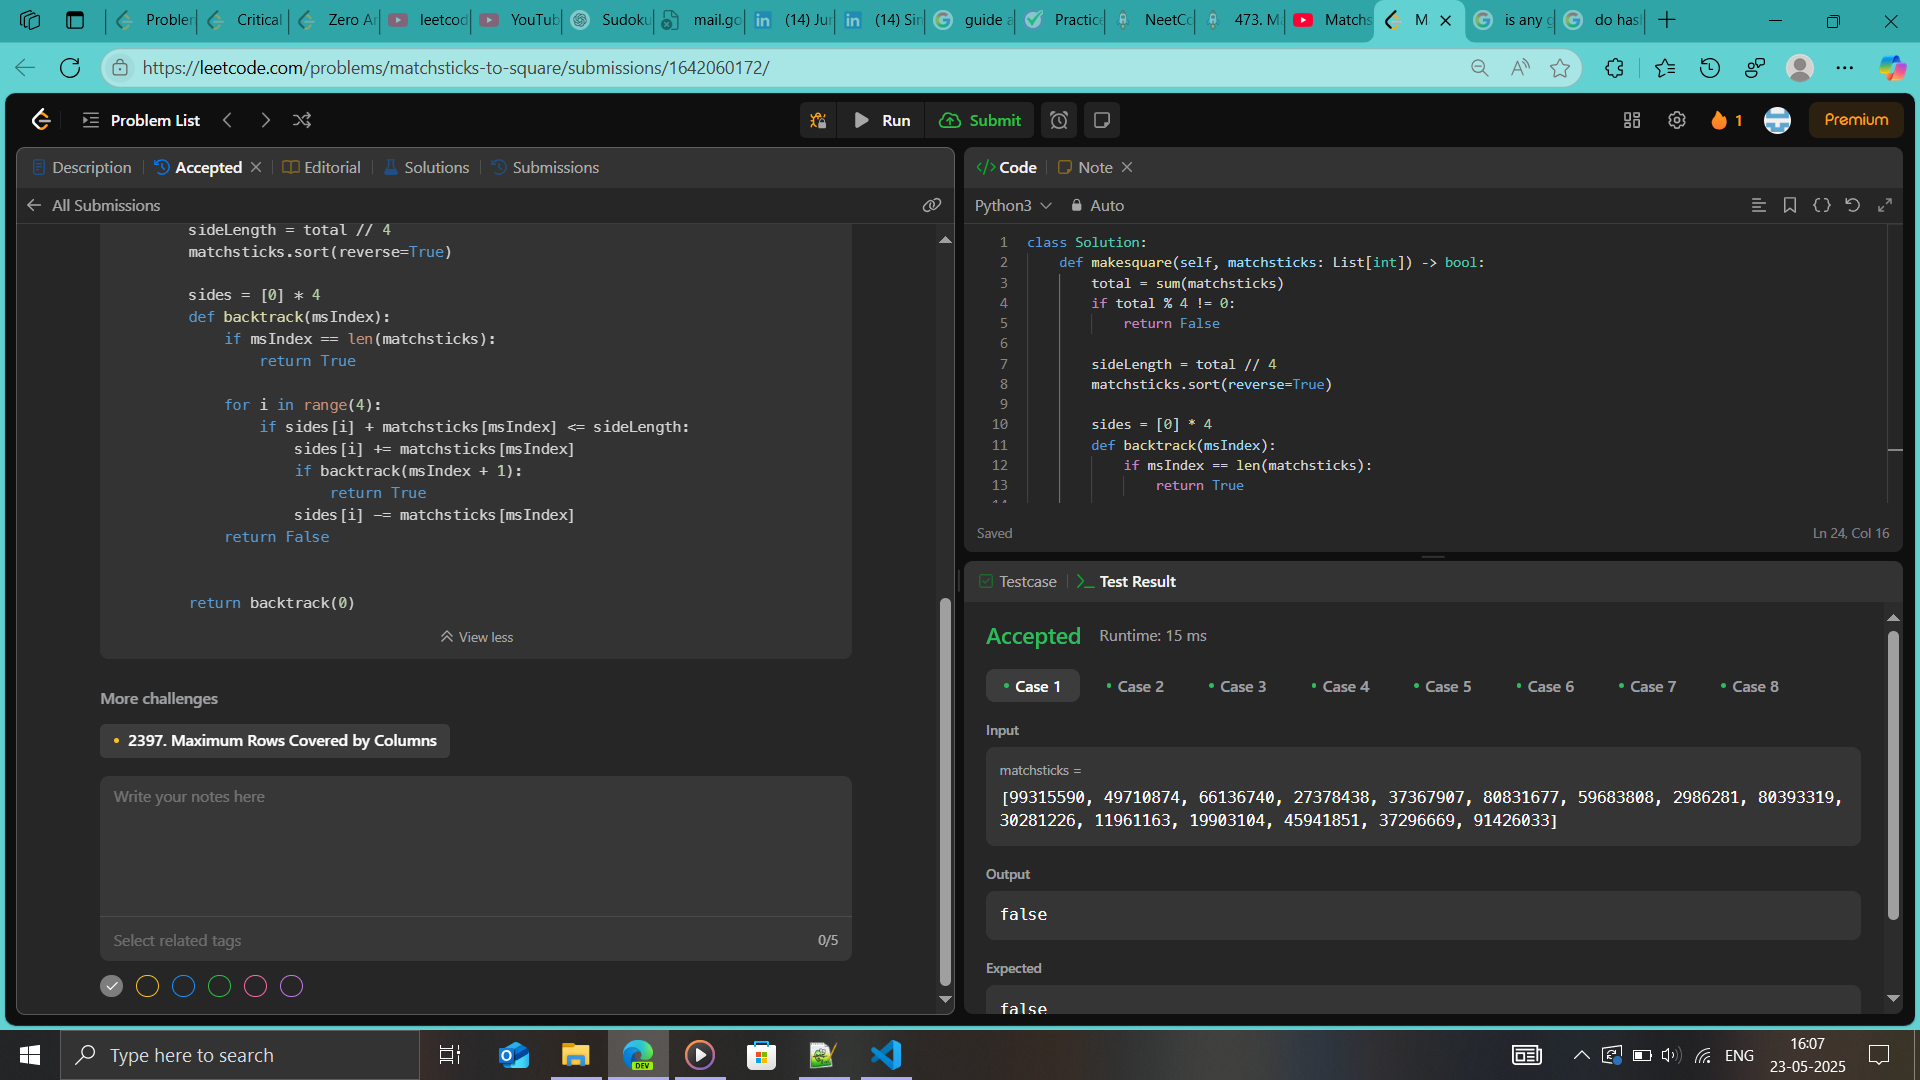 Problem
Critical
Zero Ar
leetcod
YouTub
Sudoku
mail.go
(14) Jur
(14) Sin
guide a
Practice
NeetCo
473. Ma
Matchs
M
is any g
do hash
https://leetcode.com/problems/matchsticks-to-square/submissions/1642060172/
Problem List
Run
Submit
1
Premium
Description
Accepted
Editorial
Solutions
Submissions
All Submissions
sideLength = total // 4
matchsticks.sort(reverse=True)
sides = [0] * 4
def backtrack(msIndex):
if msIndex == len(matchsticks):
return True
for i in range(4):
if sides[i] + matchsticks[msIndex] <= sideLength:
sides[i] += matchsticks[msIndex]
if backtrack(msIndex + 1):
return True
sides[i] -= matchsticks[msIndex]
return False
return backtrack(0)
View less
More challenges
2397. Maximum Rows Covered by Columns
Write your notes here
Select related tags
0/5
</> Code
Note
Python3
Auto
1 class Solution:
2 def makesquare(self, matchsticks: List[int]) -> bool:
3 total = sum(matchsticks)
4 if total % 4 != 0:
5 return False
6
7 sideLength = total // 4
8 matchsticks.sort(reverse=True)
9
10 sides = [0] * 4
11 def backtrack(msIndex):
12 if msIndex == len(matchsticks):
13 return True
Saved
Ln 24, Col 16
Testcase
Test Result
Accepted
Runtime: 15 ms
Case 1
Case 2
Case 3
Case 4
Case 5
Case 6
Case 7
Case 8
Input
matchsticks =
[99315590, 49710874, 66136740, 27378438, 37367907, 80831677, 59683808, 2986281, 80393319,
30281226, 11961163, 19903104, 45941851, 37296669, 91426033]
Output
false
Expected
false
Type here to search
DEV
ENG
16:07
23-05-2025